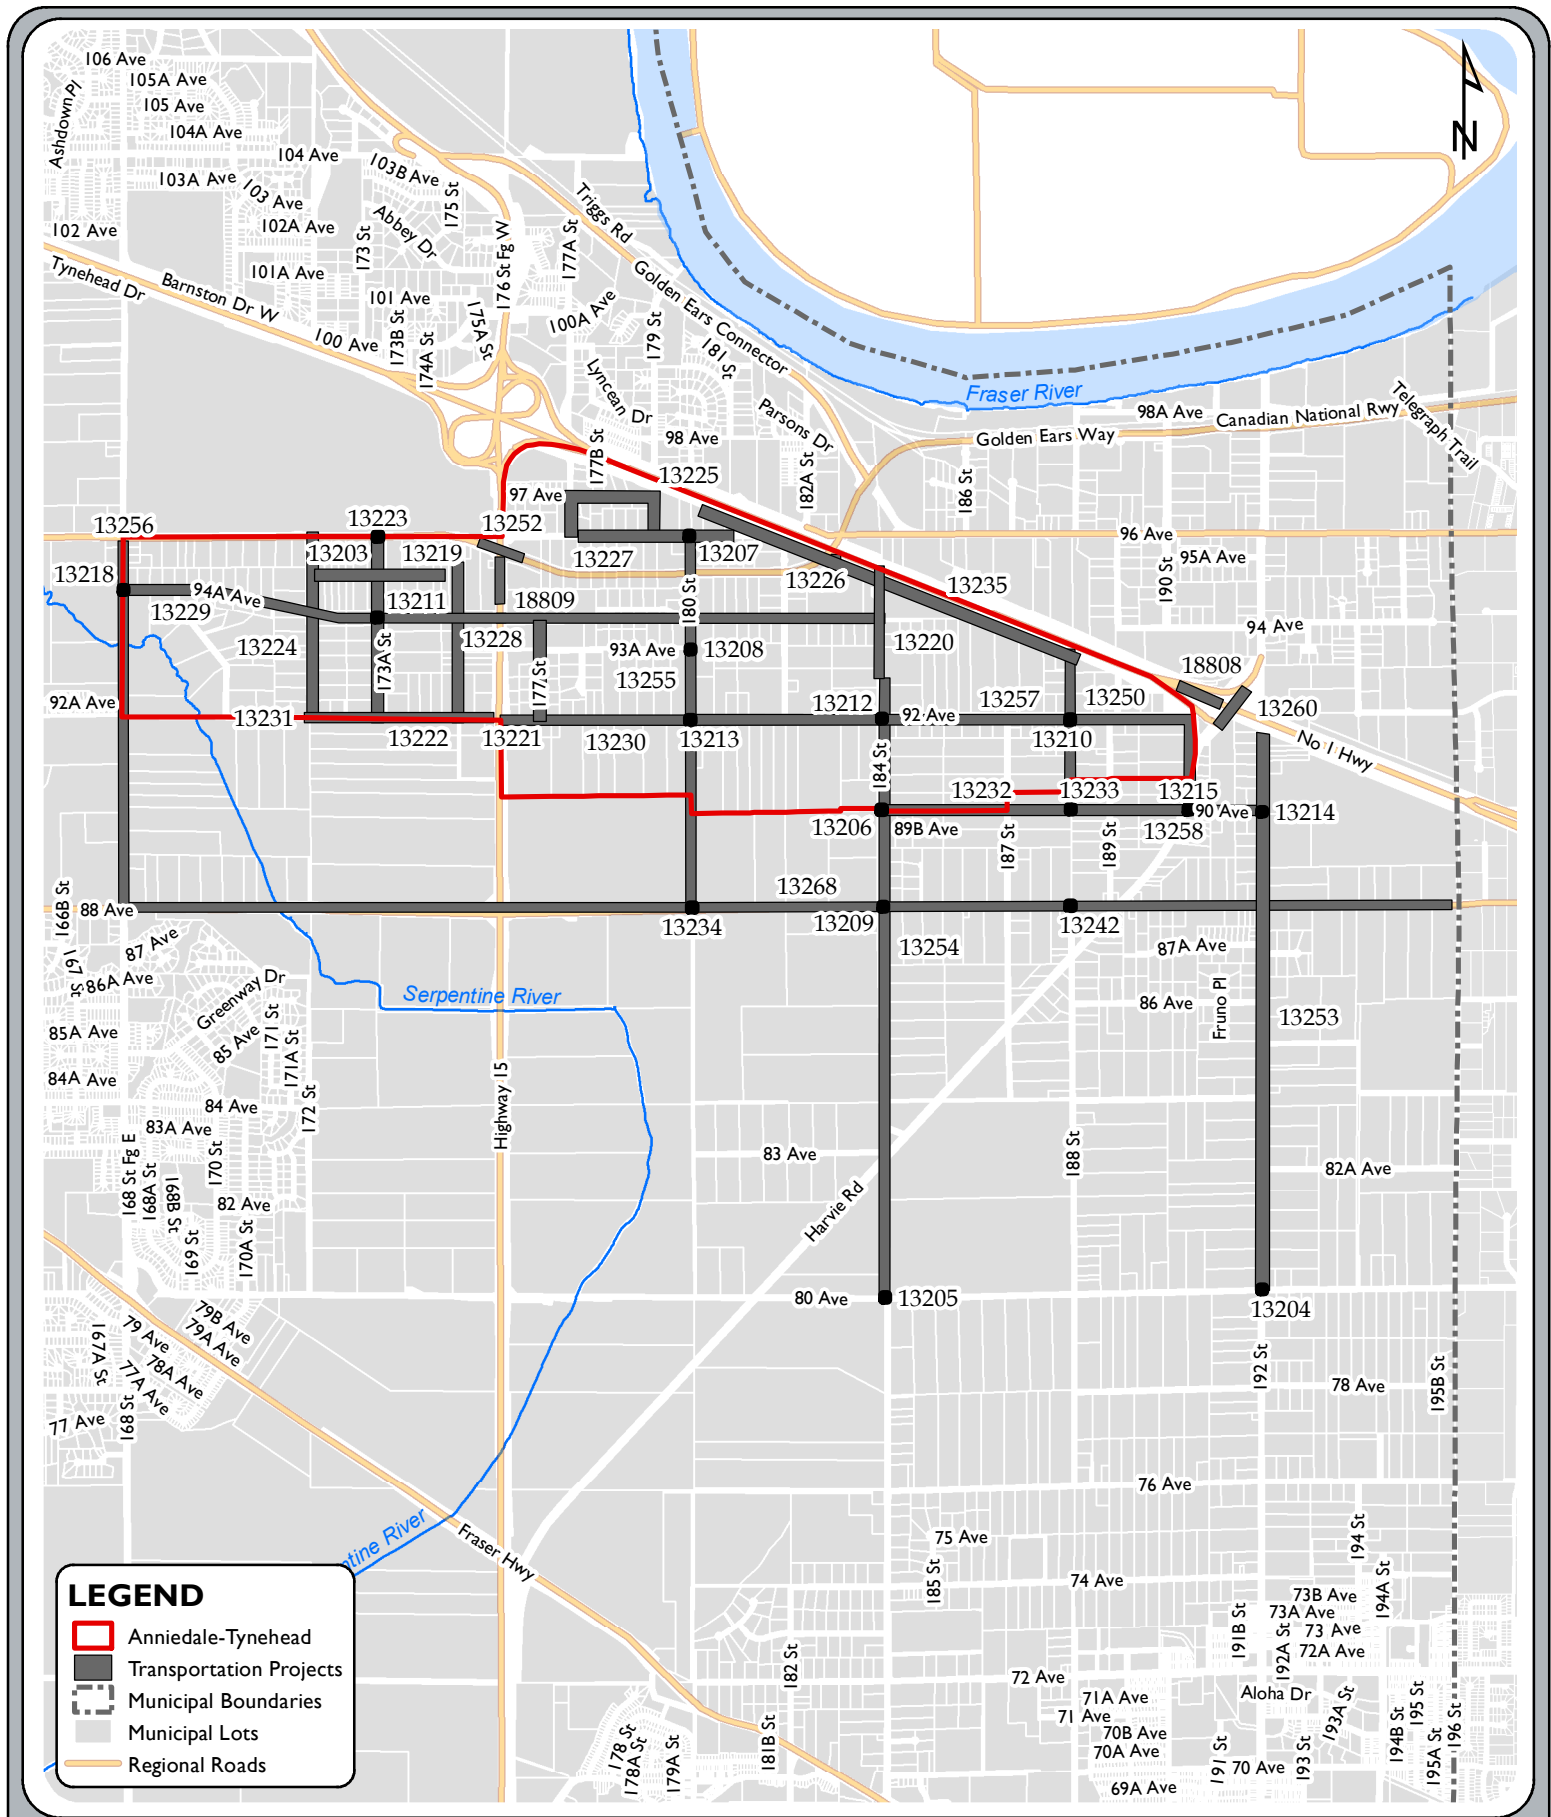 106 Ave
105A Ave
105 Ave
Ashdown Pl
104A Ave
104 Ave
103B Ave
103A Ave
103 Ave
175 St
Triggs Rd
102A Ave
102 Ave
Abbey Dr
173 St
176 St Fg W
177A St
N
Tynehead Dr
Barnston Dr W
101A Ave
101 Ave
Golden Ears Connector
100 Ave
173B St
174A St
175A St
100A Ave
179 St
181 St
Lyncean Dr
Parsons Dr
Fraser River
98A Ave
Canadian National Rwy
Telegraph Trail
Golden Ears Way
98 Ave
177B St
182A St
186 St
13225
97 Ave
13256
13223
13252
96 Ave
13203
13219
13227
13207
95A Ave
190 St
13218
13226
13235
94A Ave
13229
13211
18809
180 St
94 Ave
13224
173A St
13228
177 St
93A Ave
13208
13220
18808
13255
92A Ave
13231
13222
13221
13230
13213
13212
92 Ave
13257
13250
13210
13260
No 1 Hwy
184 St
13232
13233
13215
13206
89B Ave
187 St
189 St
13258
90 Ave
13214
166B St
88 Ave
13268
13234
13209
13242
167 St
87 Ave
86A Ave
13254
87A Ave
Greenway Dr
Serpentine River
86 Ave
Fruno Pl
13253
85A Ave
85 Ave
171 St
171A St
84A Ave
84 Ave
172 St
Highway 15
83A Ave
83 Ave
188 St
82A Ave
168 St Fg E
168A St
168B St
170 St
169 St
82 Ave
170A St
Harvie Rd
80 Ave
13205
13204
79B Ave
79A Ave
79 Ave
78A Ave
77A Ave
167A St
168 St
77 Ave
192 St
78 Ave
195B St
76 Ave
Fraser Hwy
ntine River
75 Ave
185 St
74 Ave
194 St
194A St
73B Ave
73A Ave
73 Ave
72A Ave
191B St
192A St
182 St
72 Ave
Aloha Dr
71A Ave
71 Ave
70B Ave
70A Ave
70 Ave
69A Ave
178 St
178A St
179A St
181B St
191 St
193 St
193A St
194B St
195 St
195A St
196 St
LEGEND
Anniedale-Tynehead
Transportation Projects
Municipal Boundaries
Municipal Lots
Regional Roads